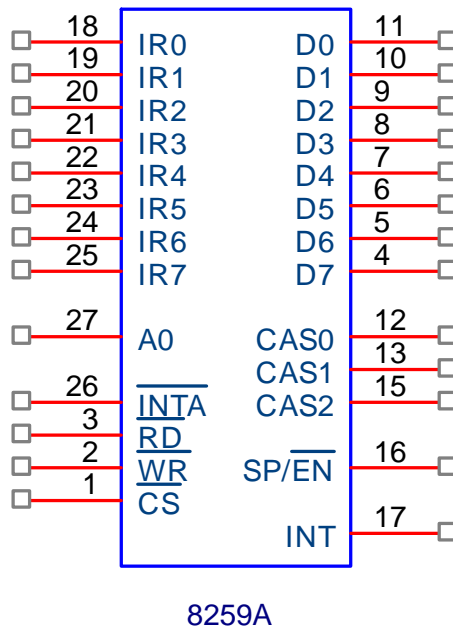 18 IR0 D0 11
19 IR1 D1 10
20 IR2 D2 9
21 IR3 D3 8
22 IR4 D4 7
23 IR5 D5 6
24 IR6 D6 5
25 IR7 D7 4
27 A0 CAS0 12
CAS1 13
26 INTA CAS2 15
3 RD
2 WR SP/EN 16
1 CS
INT 17
8259A